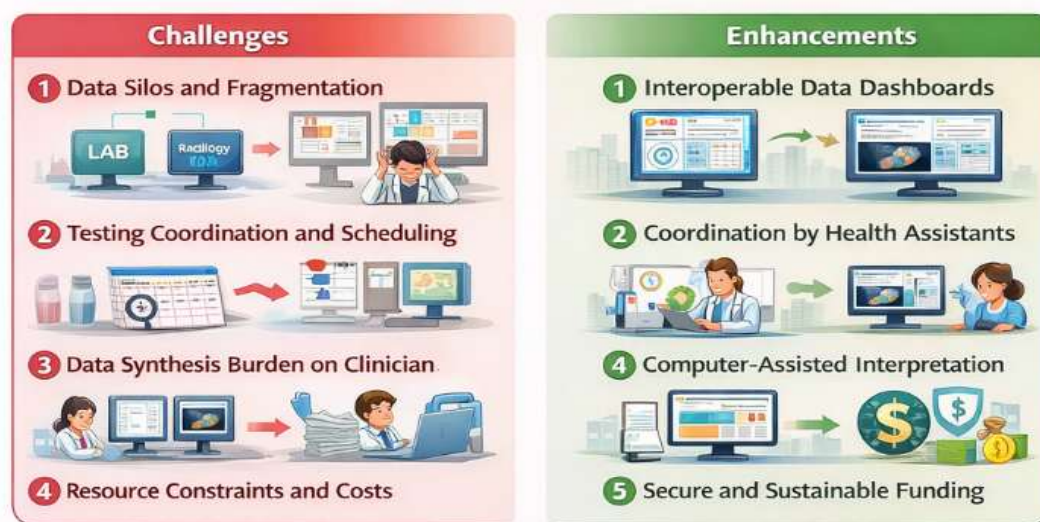 Challenges
1 Data Silos and Fragmentation
LAB
2 Testing Coordination and Scheduling
3 Data Synthesis Burden on Clinician.
4 Resource Constraints and Costs
Enhancements
1 Interoperable Data Dashboards
2 Coordination by Health Assistants
4 Computer-Assisted Interpretation
$
$
$
5 Secure and Sustainable Funding